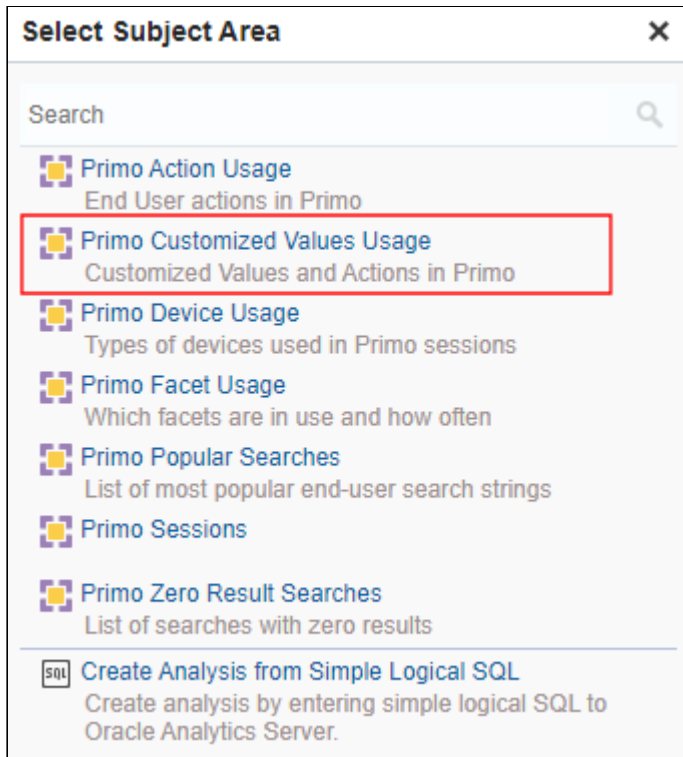 Select Subject Area
Search
Primo Action Usage
End User actions in Primo
Primo Customized Values Usage
Customized Values and Actions in Primo
Primo Device Usage
Types of devices used in Primo sessions
Primo Facet Usage
Which facets are in use and how often
Primo Popular Searches
List of most popular end-user search strings
Primo Sessions
Primo Zero Result Searches
List of searches with zero results
SQL Create Analysis from Simple Logical SQL
Create analysis by entering simple logical SQL to
Oracle Analytics Server.